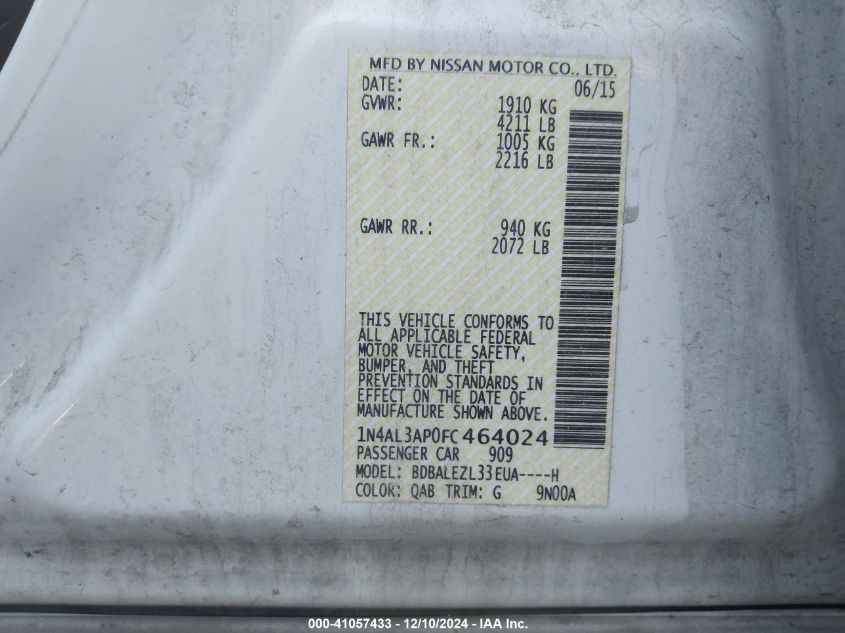 MFD BY NISSAN MOTOR CO., LTD.
DATE: 06/15
GVWR: 1910 KG
4211 LB
GAWR FR.: 1005 KG
2216 LB
GAWR RR.: 940 KG
2072 LB
THIS VEHICLE CONFORMS TO
ALL APPLICABLE FEDERAL
MOTOR VEHICLE SAFETY,
BUMPER, AND THEFT
PREVENTION STANDARDS IN
EFFECT ON THE DATE OF
MANUFACTURE SHOWN ABOVE.
1N4AL3AP0FC464024
PASSENGER CAR 909
MODEL: BDBALEZL33EUA----H
COLOR: QAB TRIM: G 9N00A
000-41057433 - 12/10/2024 - IAA Inc.